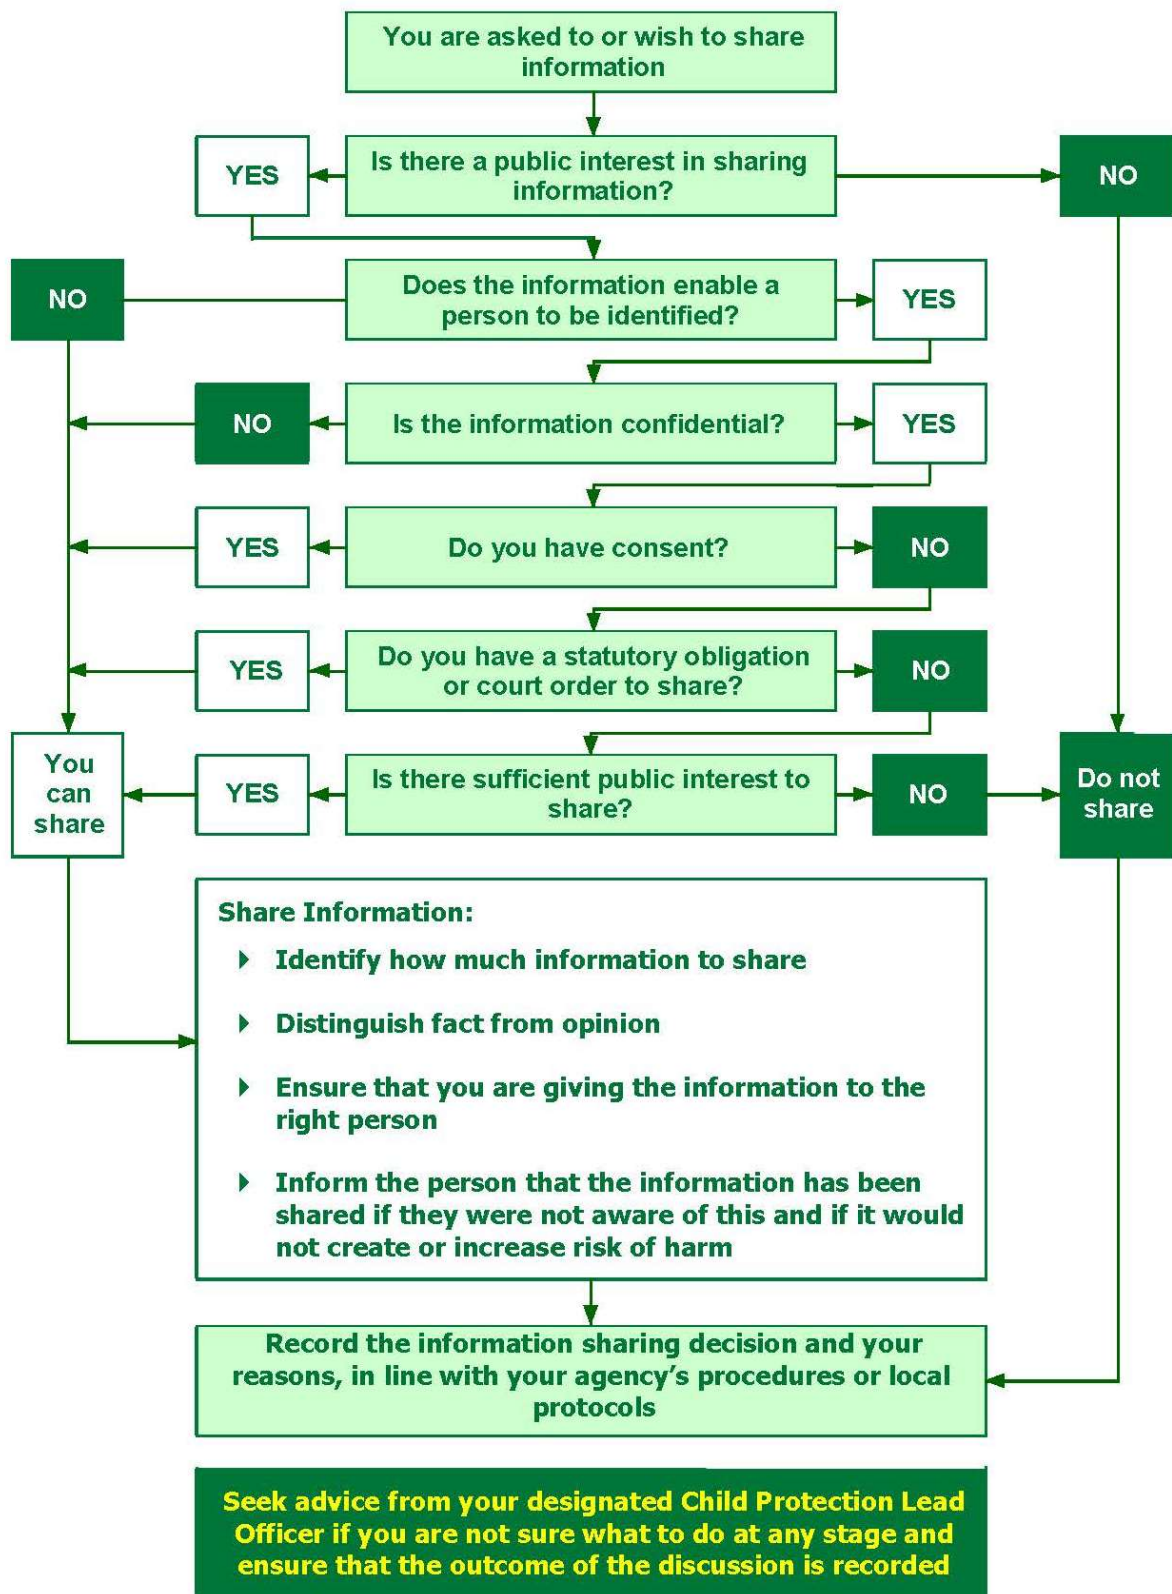 You are asked to or wish to share
information
YES
Is there a public interest in sharing
information?
NO
NO
Does the information enable a
person to be identified?
YES
NO
Is the information confidential?
YES
YES
Do you have consent?
NO
YES
Do you have a statutory obligation
or court order to share?
NO
You
can
share
YES
Is there sufficient public interest to
share?
NO
Do not
share
Share Information:
Identify how much information to share
Distinguish fact from opinion
Ensure that you are giving the information to the
right person
Inform the person that the information has been
shared if they were not aware of this and if it would
not create or increase risk of harm
Record the information sharing decision and your
reasons, in line with your agency’s procedures or local
protocols
Seek advice from your designated Child Protection Lead
Officer if you are not sure what to do at any stage and
ensure that the outcome of the discussion is recorded